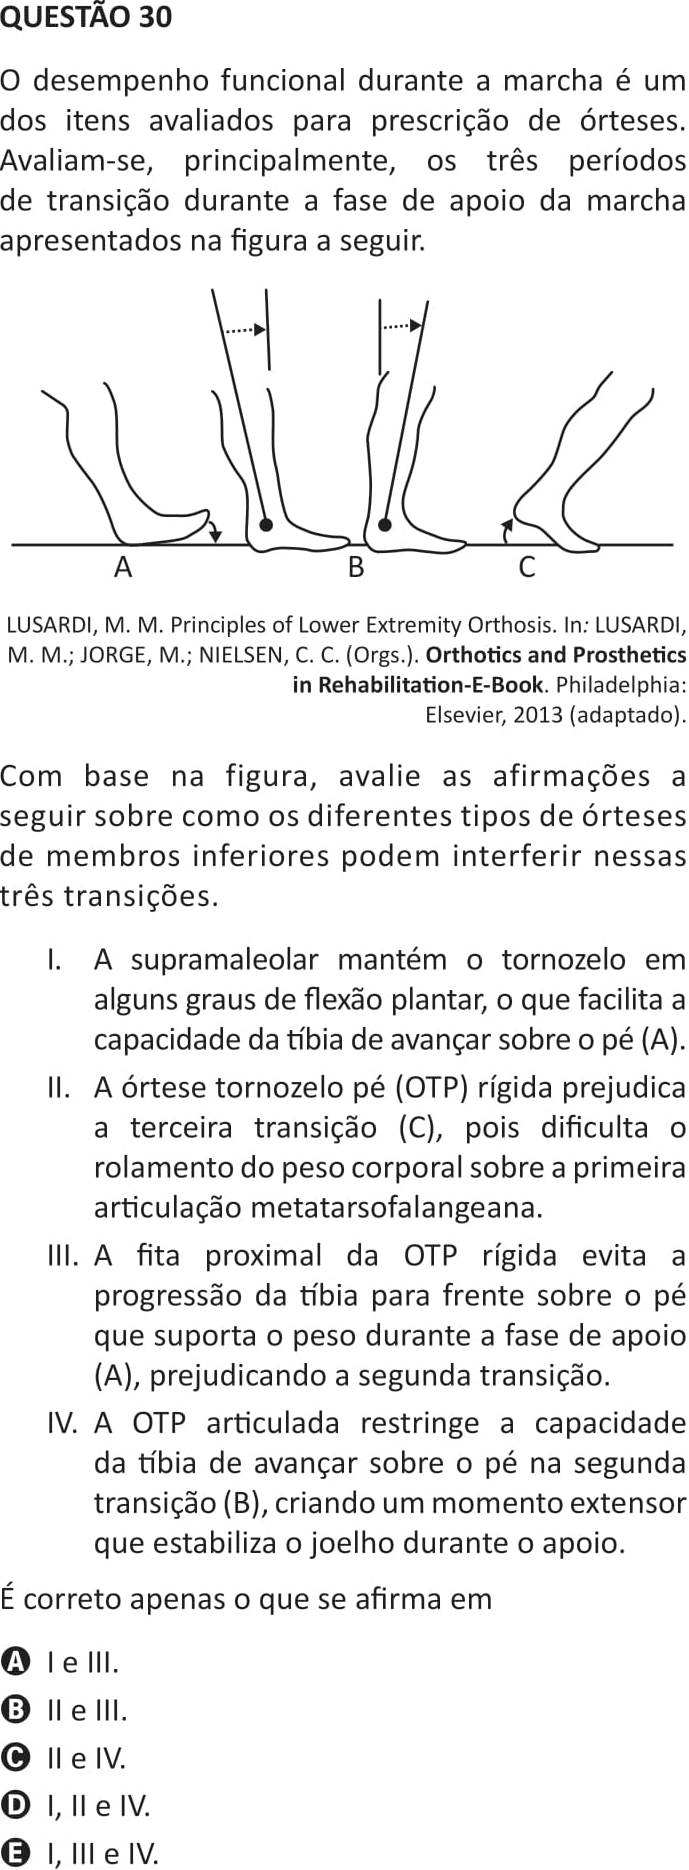 QUESTÃO 30
O desempenho funcional durante a marcha é um
dos itens avaliados para prescrição de órteses.
Avaliam-se, principalmente, os três períodos
de transição durante a fase de apoio da marcha
apresentados na figura a seguir.
A B C
LUSARDI, M. M. Principles of Lower Extremity Orthosis. In: LUSARDI,
M. M.; JORGE, M.; NIELSEN, C. C. (Orgs.). Orthotics and Prosthetics
in Rehabilitation-E-Book. Philadelphia:
Elsevier, 2013 (adaptado).
Com base na figura, avalie as afirmações a
seguir sobre como os diferentes tipos de órteses
de membros inferiores podem interferir nessas
três transições.
I. A supramaleolar mantém o tornozelo em
alguns graus de flexão plantar, o que facilita a
capacidade da tíbia de avançar sobre o pé (A).
II. A órtese tornozelo pé (OTP) rígida prejudica
a terceira transição (C), pois dificulta o
rolamento do peso corporal sobre a primeira
articulação metatarsofalangeana.
III. A fita proximal da OTP rígida evita a
progressão da tíbia para frente sobre o pé
que suporta o peso durante a fase de apoio
(A), prejudicando a segunda transição.
IV. A OTP articulada restringe a capacidade
da tíbia de avançar sobre o pé na segunda
transição (B), criando um momento extensor
que estabiliza o joelho durante o apoio.
É correto apenas o que se afirma em
A I e III.
B II e III.
C II e IV.
D I, II e IV.
E I, III e IV.